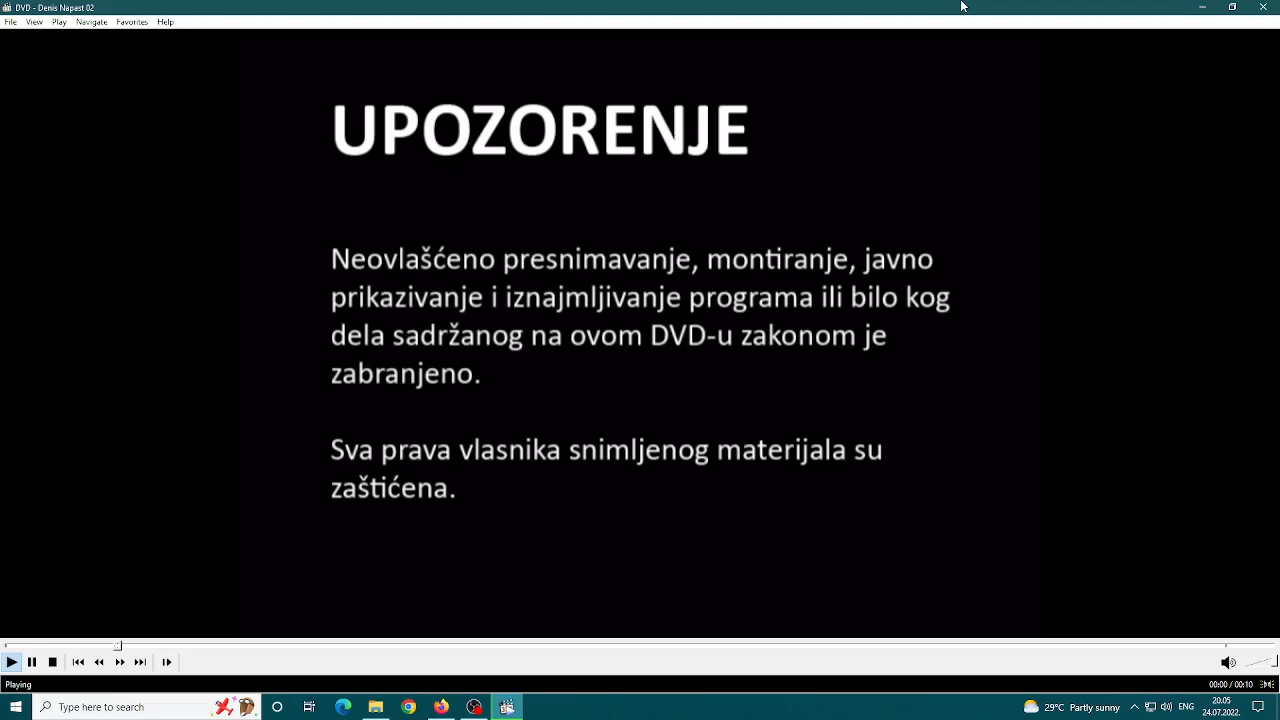 DVD - Denis Napast 02
File View Play Navigate Favorites Help
UPOZORENJE
Neovlašćeno presnimavanje, montiranje, javno
prikazivanje i iznajmljivanje programa ili bilo kog
dela sadržanog na ovom DVD-u zakonom je
zabranjeno.
Sva prava vlasnika snimljenog materijala su
zaštićena.
Playing
00:00 / 00:10
Type here to search
29°C Partly sunny
ENG
20.05
24.07.2022.